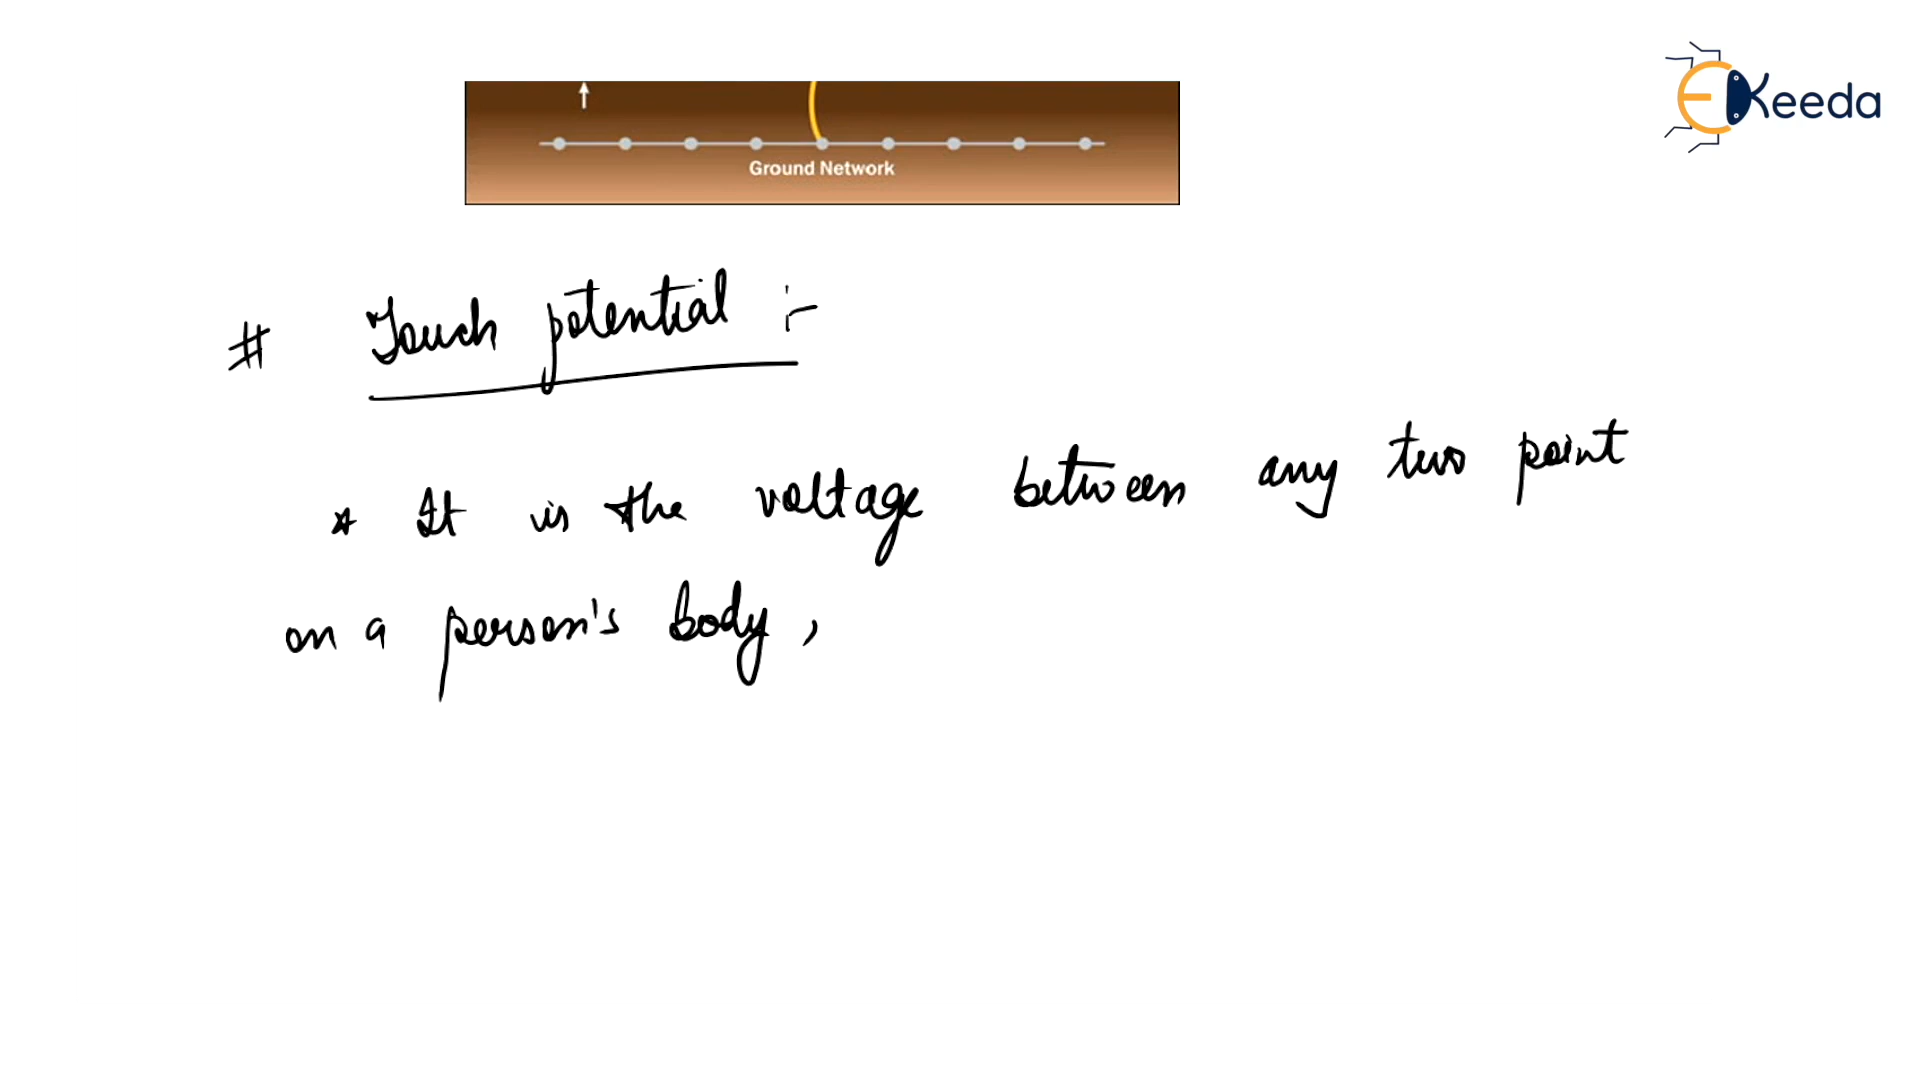 EKeeda
Ground Network
# Touch potential :-
* It is the voltage between any two point
on a person's body,